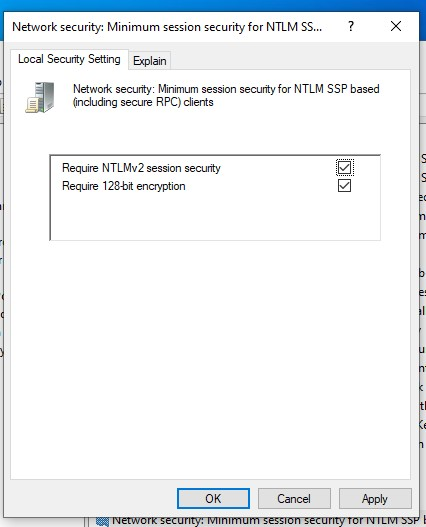 Network security: Minimum session security for NTLM SS... ? ×
Local Security Setting Explain
Network security: Minimum session security for NTLM SSP based
(including secure RPC) clients
Require NTLMv2 session security
Require 128-bit encryption
OK Cancel Apply
Network security: Minimum session security for NTLM SSP b